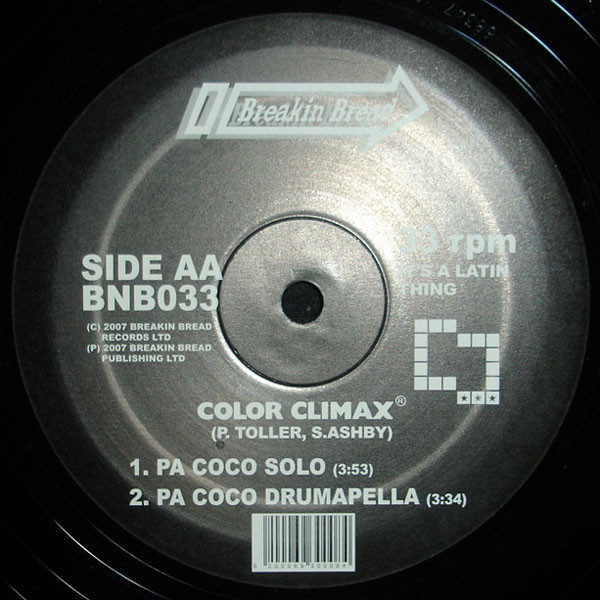 Breakin Bread
SIDE AA
BNB033
33 rpm
IT'S A LATIN
THING
(C) 2007 BREAKIN BREAD
RECORDS LTD
(P) 2007 BREAKIN BREAD
PUBLISHING LTD
COLOR CLIMAX®
(P. TOLLER, S.ASHBY)
1. PA COCO SOLO (3:53)
2. PA COCO DRUMAPELLA (3:34)